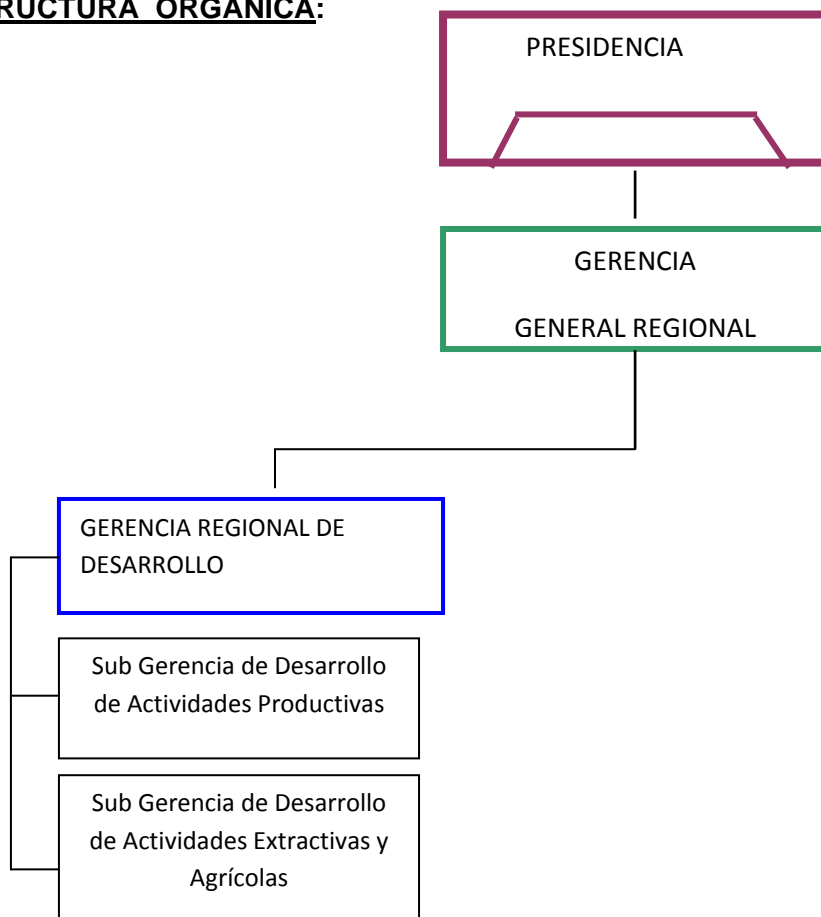 RUCTURA ORGANICA:
PRESIDENCIA
GERENCIA
GENERAL REGIONAL
GERENCIA REGIONAL DE
DESARROLLO
Sub Gerencia de Desarrollo
de Actividades Productivas
Sub Gerencia de Desarrollo
de Actividades Extractivas y
Agrícolas